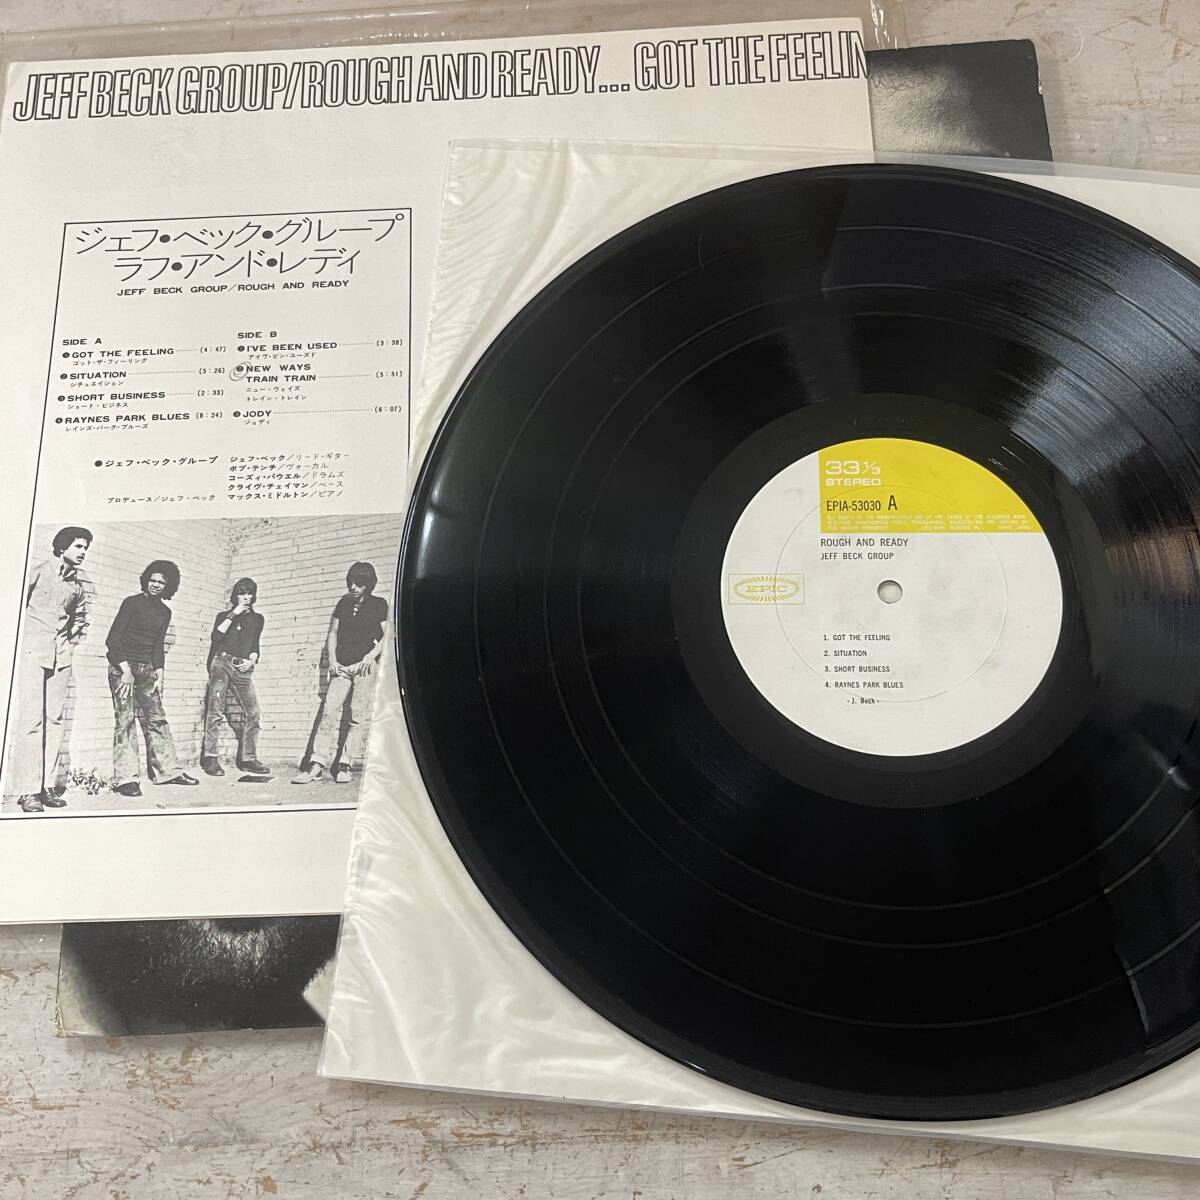 JEFF BECK GROUP/ROUGH AND READY...GOT THE FEELIN
ジェフ・ベック・グループ
ラフ・アンド・レディ
JEFF BECK GROUP/ROUGH AND READY
SIDE A
❶GOT THE FEELING (4:47)
ゴット・ザ・フィーリング
❷SITUATION (5:26)
シチュエイション
❸SHORT BUSINESS (2:33)
ショート・ビジネス
❹RAYNES PARK BLUES (8:24)
レインズ・パーク・ブルーズ
SIDE B
❶I'VE BEEN USED (3:38)
アイヴ・ビン・ユーズド
❷NEW WAYS
TRAIN TRAIN (5:51)
ニュー・ウェイズ
トレイン・トレイン
❸JODY (6:07)
ジョディ
●ジェフ・ベック・グループ ジェフ・ベック/リード・ギター
ボブ・テンチ/ヴォーカル
コーズィ・パウエル/ドラムズ
クライヴ・チェイマン/ベース
プロデュース/ジェフ・ベック マックス・ミドルトン/ピアノ
33 1/3
STEREO
EPIA-53030 A
ROUGH AND READY
JEFF BECK GROUP
EPIC
1. GOT THE FEELING
2. SITUATION
3. SHORT BUSINESS
4. RAYNES PARK BLUES
-J. Beck-